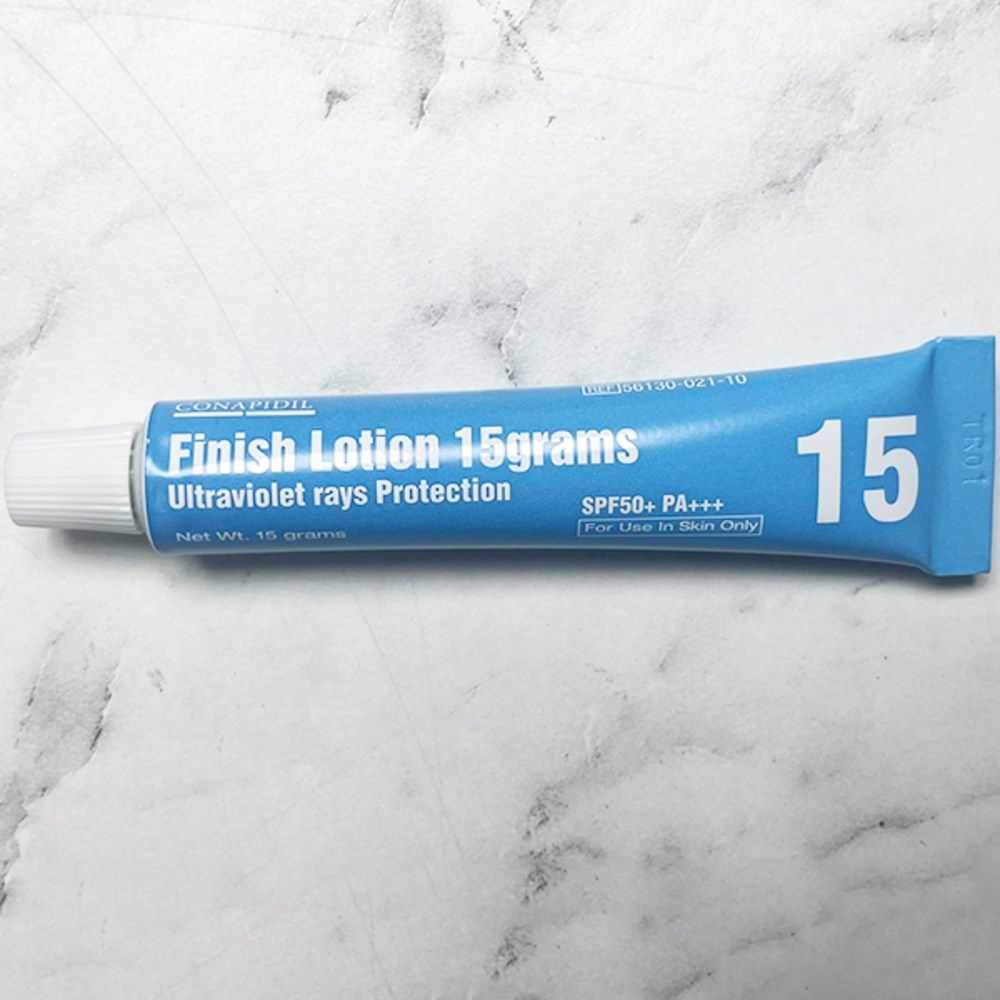 CONAPIDIL
REF 56130-021-10
Finish Lotion 15grams
Ultraviolet rays Protection
15
SPF50+ PA+++
For Use In Skin Only
Net Wt. 15 grams